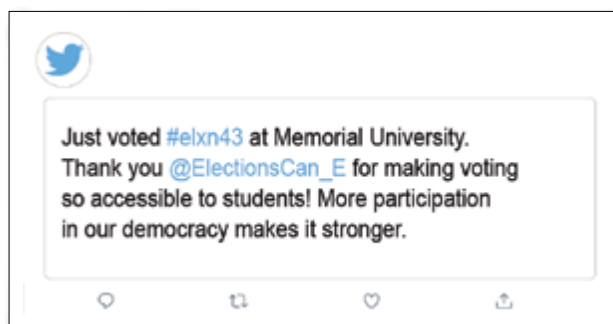 Just voted #elxn43 at Memorial University.
Thank you @ElectionsCan_E for making voting
so accessible to students! More participation
in our democracy makes it stronger.